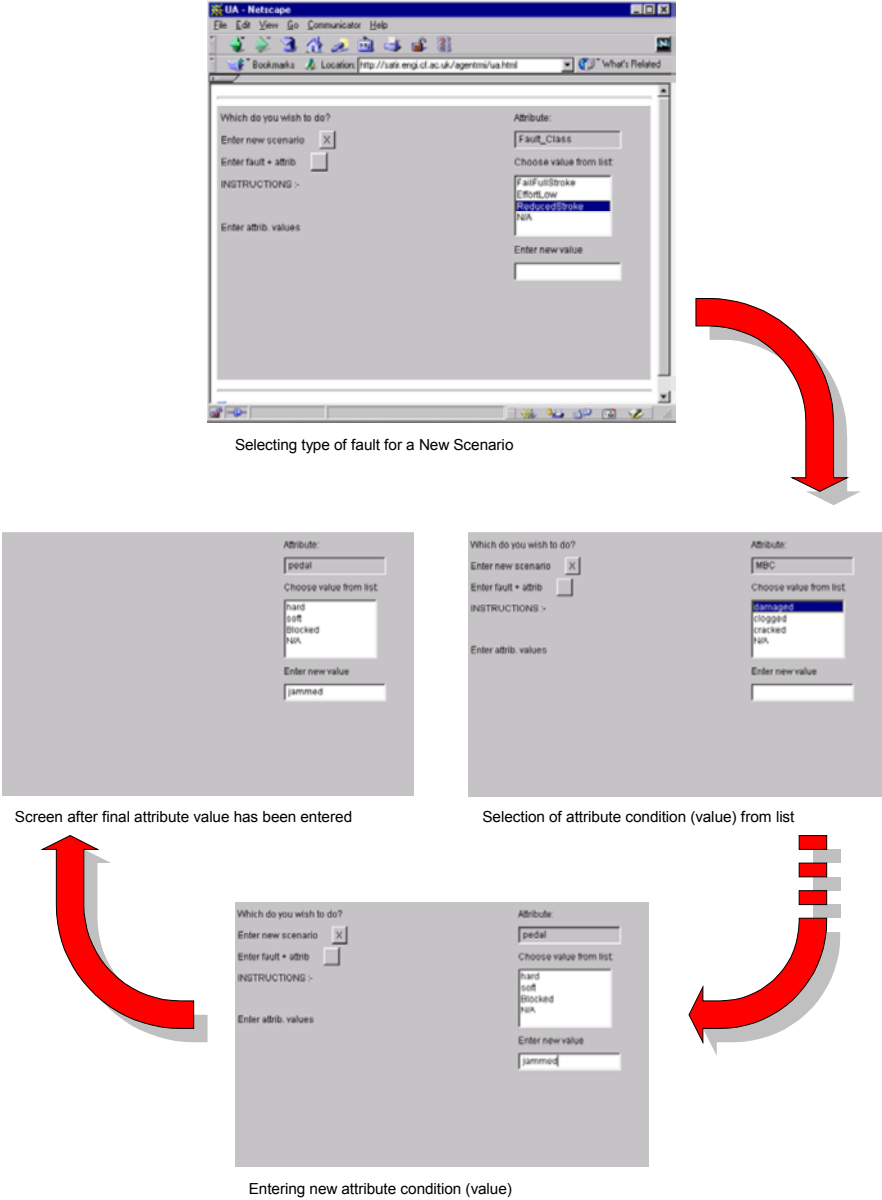 UA - Netscape
File Edit View Go Communicator Help
Bookmarks Location: http://satir.engi.cf.ac.uk/agentmi/ua.html What's Related
Which do you wish to do?
Enter new scenario X
Enter fault + attrib
INSTRUCTIONS :-
Enter attrib. values
Attribute:
Fault_Class
Choose value from list:
FailFullStroke
EffortLow
ReducedStroke
N/A
Enter new value
Selecting type of fault for a New Scenario
Attribute:
pedal
Choose value from list:
hard
soft
Blocked
N/A
Enter new value
jammed
Screen after final attribute value has been entered
Which do you wish to do?
Enter new scenario X
Enter fault + attrib
INSTRUCTIONS :-
Enter attrib. values
Attribute:
MBC
Choose value from list:
damaged
clogged
cracked
N/A
Enter new value
Selection of attribute condition (value) from list
Which do you wish to do?
Enter new scenario X
Enter fault + attrib
INSTRUCTIONS :-
Enter attrib. values
Attribute:
pedal
Choose value from list:
hard
soft
Blocked
N/A
Enter new value
jammed
Entering new attribute condition (value)